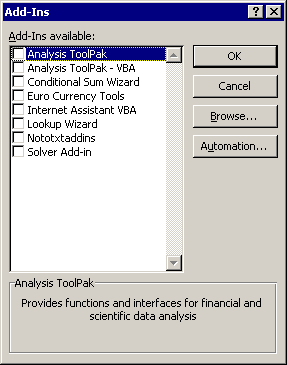 Add-Ins
Add-Ins available:
Analysis ToolPak
Analysis ToolPak - VBA
Conditional Sum Wizard
Euro Currency Tools
Internet Assistant VBA
Lookup Wizard
Nototxtaddins
Solver Add-in
OK
Cancel
Browse...
Automation...
Analysis ToolPak
Provides functions and interfaces for financial and
scientific data analysis